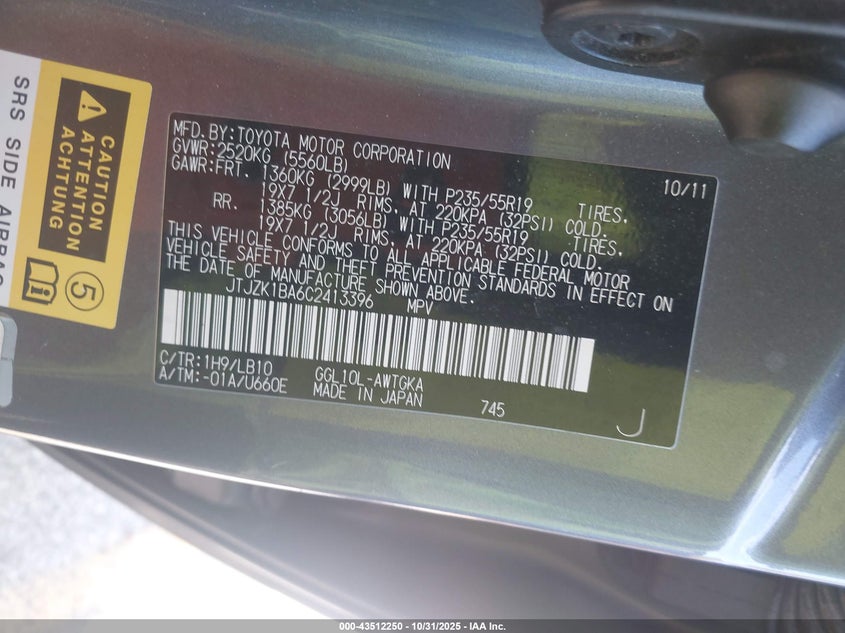 SRS SIDE AIRBAG
CAUTION
ATTENTION
ACHTUNG
5
MFD.BY:TOYOTA MOTOR CORPORATION 10/11
GVWR:2520KG (5560LB)
GAWR:FRT. 1360KG (2999LB) WITH P235/55R19 TIRES,
19X7 1/2J RIMS, AT 220KPA (32PSI) COLD.
RR. 1385KG (3056LB) WITH P235/55R19 TIRES,
19X7 1/2J RIMS, AT 220KPA (32PSI) COLD.
THIS VEHICLE CONFORMS TO ALL APPLICABLE FEDERAL MOTOR
VEHICLE SAFETY AND THEFT PREVENTION STANDARDS IN EFFECT ON
THE DATE OF MANUFACTURE SHOWN ABOVE.
JTJZK1BA6C2413396 MPV
C/TR:1H9/LB10 GGL10L-AWTGKA
A/TM:-01A/U660E MADE IN JAPAN 745
J
000-43512250 - 10/31/2025 - IAA Inc.